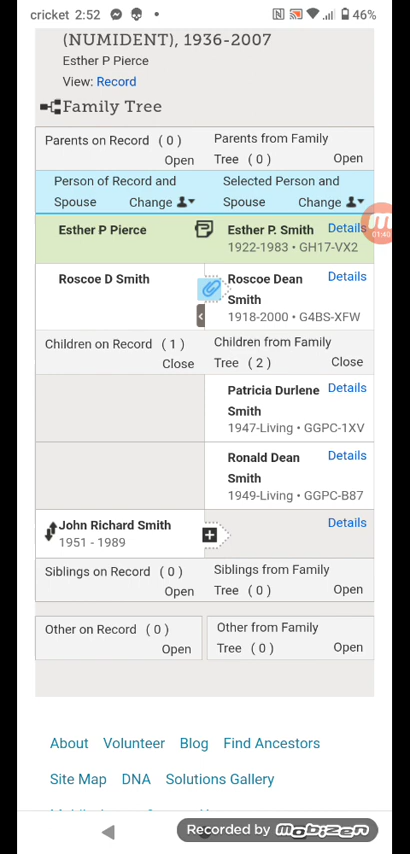 cricket 2:52 46%
(NUMIDENT), 1936-2007
Esther P Pierce
View: Record
Family Tree
Parents on Record ( 0 )
Open
Parents from Family
Tree ( 0 ) Open
Person of Record and
Spouse Change
Selected Person and
Spouse Change
Esther P Pierce
Esther P. Smith Details
1922-1983 • GH17-VX2
01:40
Roscoe D Smith
Roscoe Dean Details
Smith
1918-2000 • G4BS-XFW
Children on Record ( 1 )
Close
Children from Family
Tree ( 2 ) Close
Patricia Durlene Details
Smith
1947-Living • GGPC-1XV
Ronald Dean Details
Smith
1949-Living • GGPC-B87
John Richard Smith
1951 - 1989
Details
Siblings on Record ( 0 )
Open
Siblings from Family
Tree ( 0 ) Open
Other on Record ( 0 )
Open
Other from Family
Tree ( 0 ) Open
About Volunteer Blog Find Ancestors
Site Map DNA Solutions Gallery
Recorded by mobizen